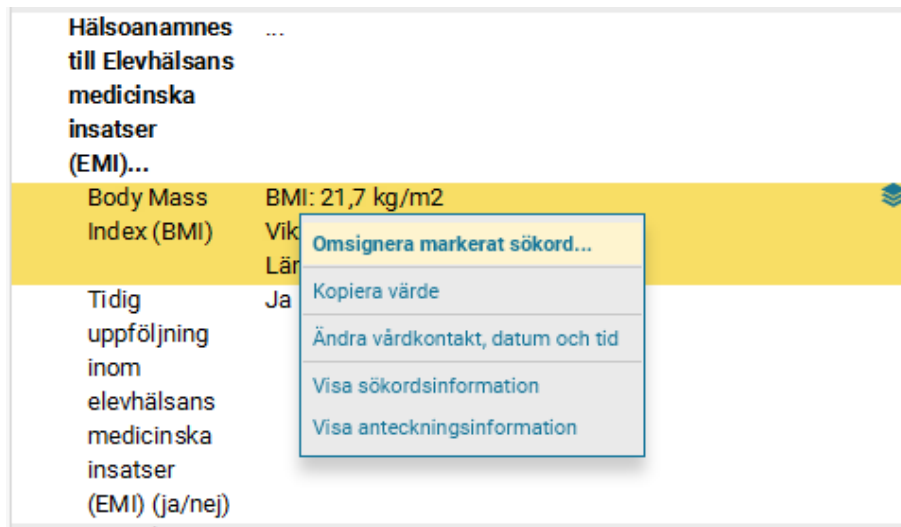 Hälsoanamnes ...
till Elevhälsans
medicinska
insatser
(EMI)...
Body Mass BMI: 21,7 kg/m2
Index (BMI) Vik
Lär
Omsignera markerat sökord...
Kopiera värde
Ändra vårdkontakt, datum och tid
Visa sökordsinformation
Visa anteckningsinformation
Tidig Ja
uppföljning
inom
elevhälsans
medicinska
insatser
(EMI) (ja/nej)